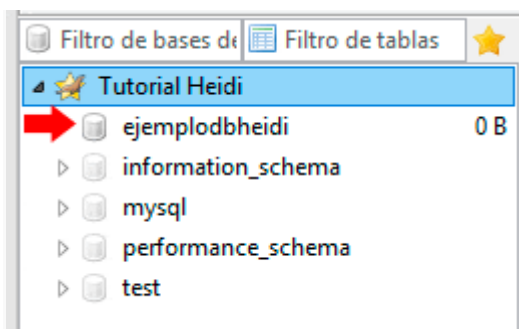 Filtro de bases de Filtro de tablas
Tutorial Heidi
ejemplodbheidi 0 B
information_schema
mysql
performance_schema
test